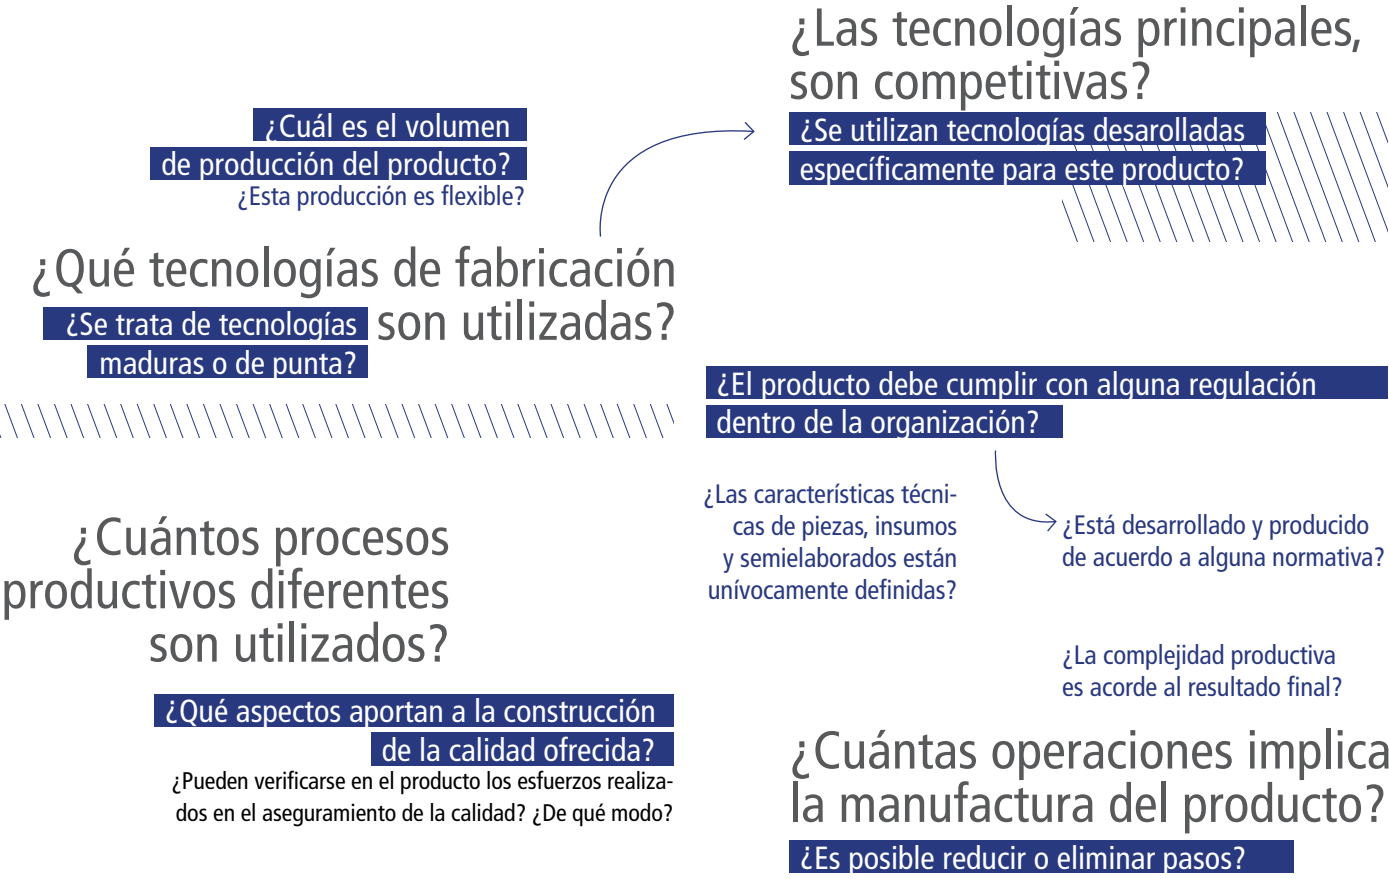 ¿Cuál es el volumen
de producción del producto?
¿Esta producción es flexible?
¿Qué tecnologías de fabricación
son utilizadas?
¿Se trata de tecnologías
maduras o de punta?
¿Cuántos procesos
productivos diferentes
son utilizados?
¿Qué aspectos aportan a la construcción
de la calidad ofrecida?
¿Pueden verificarse en el producto los esfuerzos realiza-
dos en el aseguramiento de la calidad? ¿De qué modo?
¿Las tecnologías principales,
son competitivas?
¿Se utilizan tecnologías desarolladas
específicamente para este producto?
¿El producto debe cumplir con alguna regulación
dentro de la organización?
¿Las características técni-
cas de piezas, insumos
y semielaborados están
unívocamente definidas?
¿Está desarrollado y producido
de acuerdo a alguna normativa?
¿La complejidad productiva
es acorde al resultado final?
¿Cuántas operaciones implica
la manufactura del producto?
¿Es posible reducir o eliminar pasos?